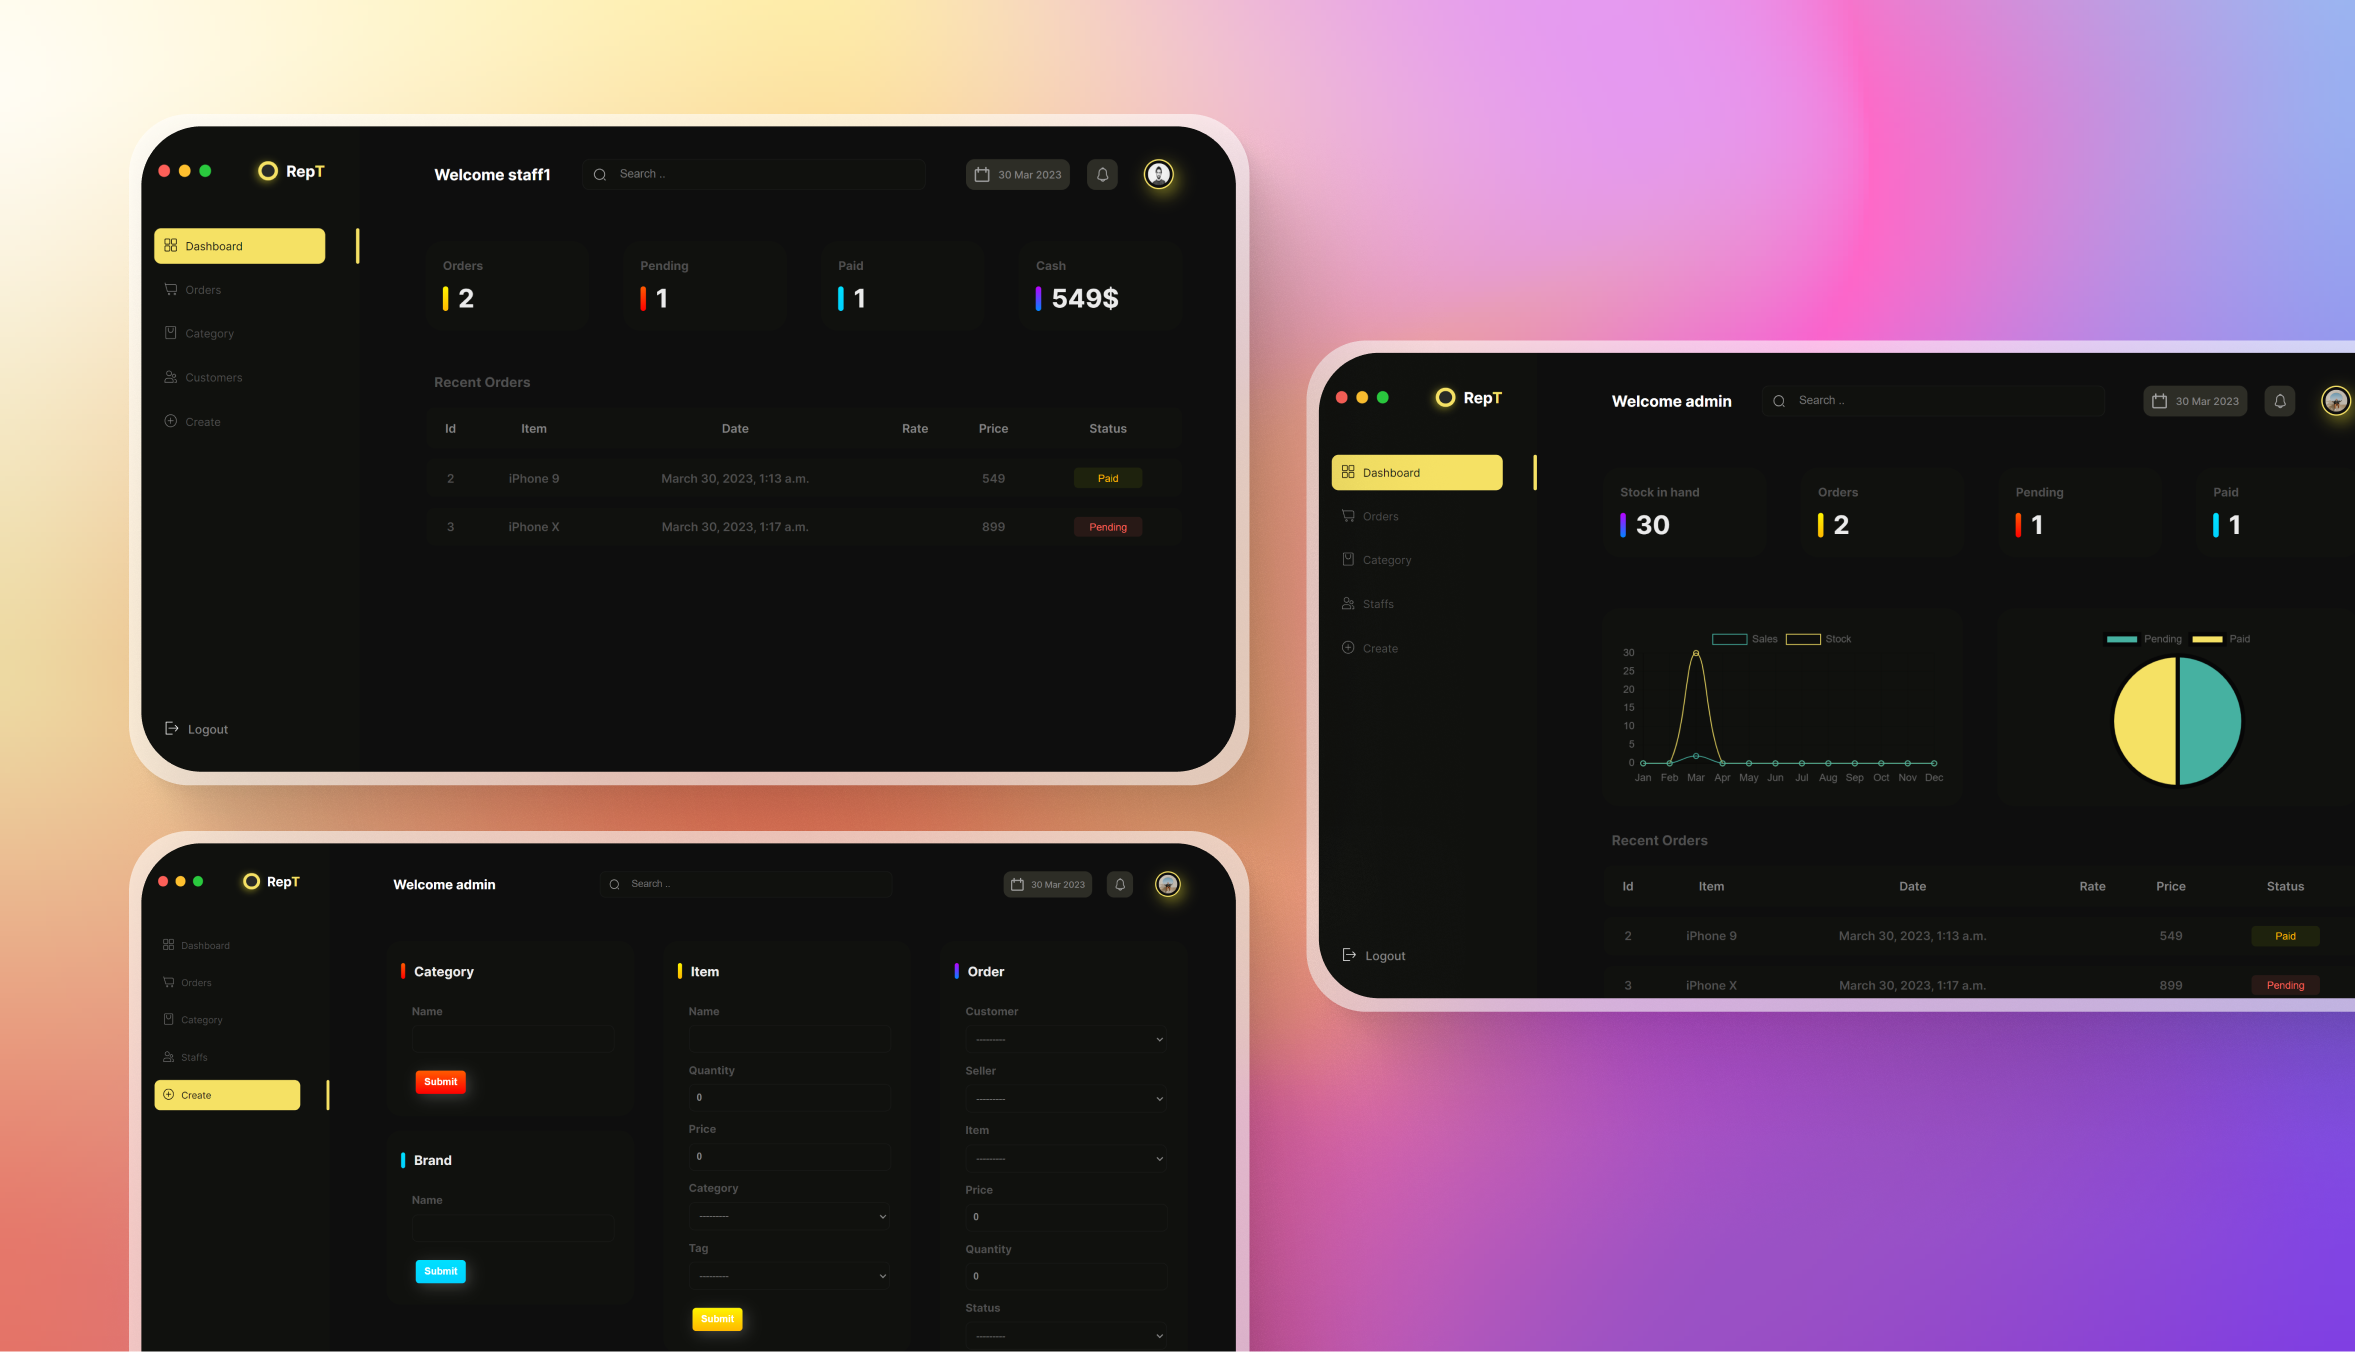 RepT
Welcome staff1
Search ..
30 Mar 2023
Dashboard
Orders
Category
Customers
Create
Logout
Orders
2
Pending
1
Paid
1
Cash
549$
Recent Orders
Id Item Date Rate Price Status
2 iPhone 9 March 30, 2023, 1:13 a.m. 549 Paid
3 iPhone X March 30, 2023, 1:17 a.m. 899 Pending
RepT
Welcome admin
Search ..
30 Mar 2023
Dashboard
Orders
Category
Staffs
Create
Logout
Stock in hand
30
Orders
2
Pending
1
Paid
1
Sales Stock
30
25
20
15
10
5
0
Jan Feb Mar Apr May Jun Jul Aug Sep Oct Nov Dec
Pending Paid
Recent Orders
Id Item Date Rate Price Status
2 iPhone 9 March 30, 2023, 1:13 a.m. 549 Paid
3 iPhone X March 30, 2023, 1:17 a.m. 899 Pending
RepT
Welcome admin
Search ..
30 Mar 2023
Dashboard
Orders
Category
Staffs
Create
Category
Name
Submit
Brand
Name
Submit
Item
Name
Quantity
0
Price
0
Category
---------
Tag
---------
Submit
Order
Customer
---------
Seller
---------
Item
---------
Price
0
Quantity
0
Status
---------